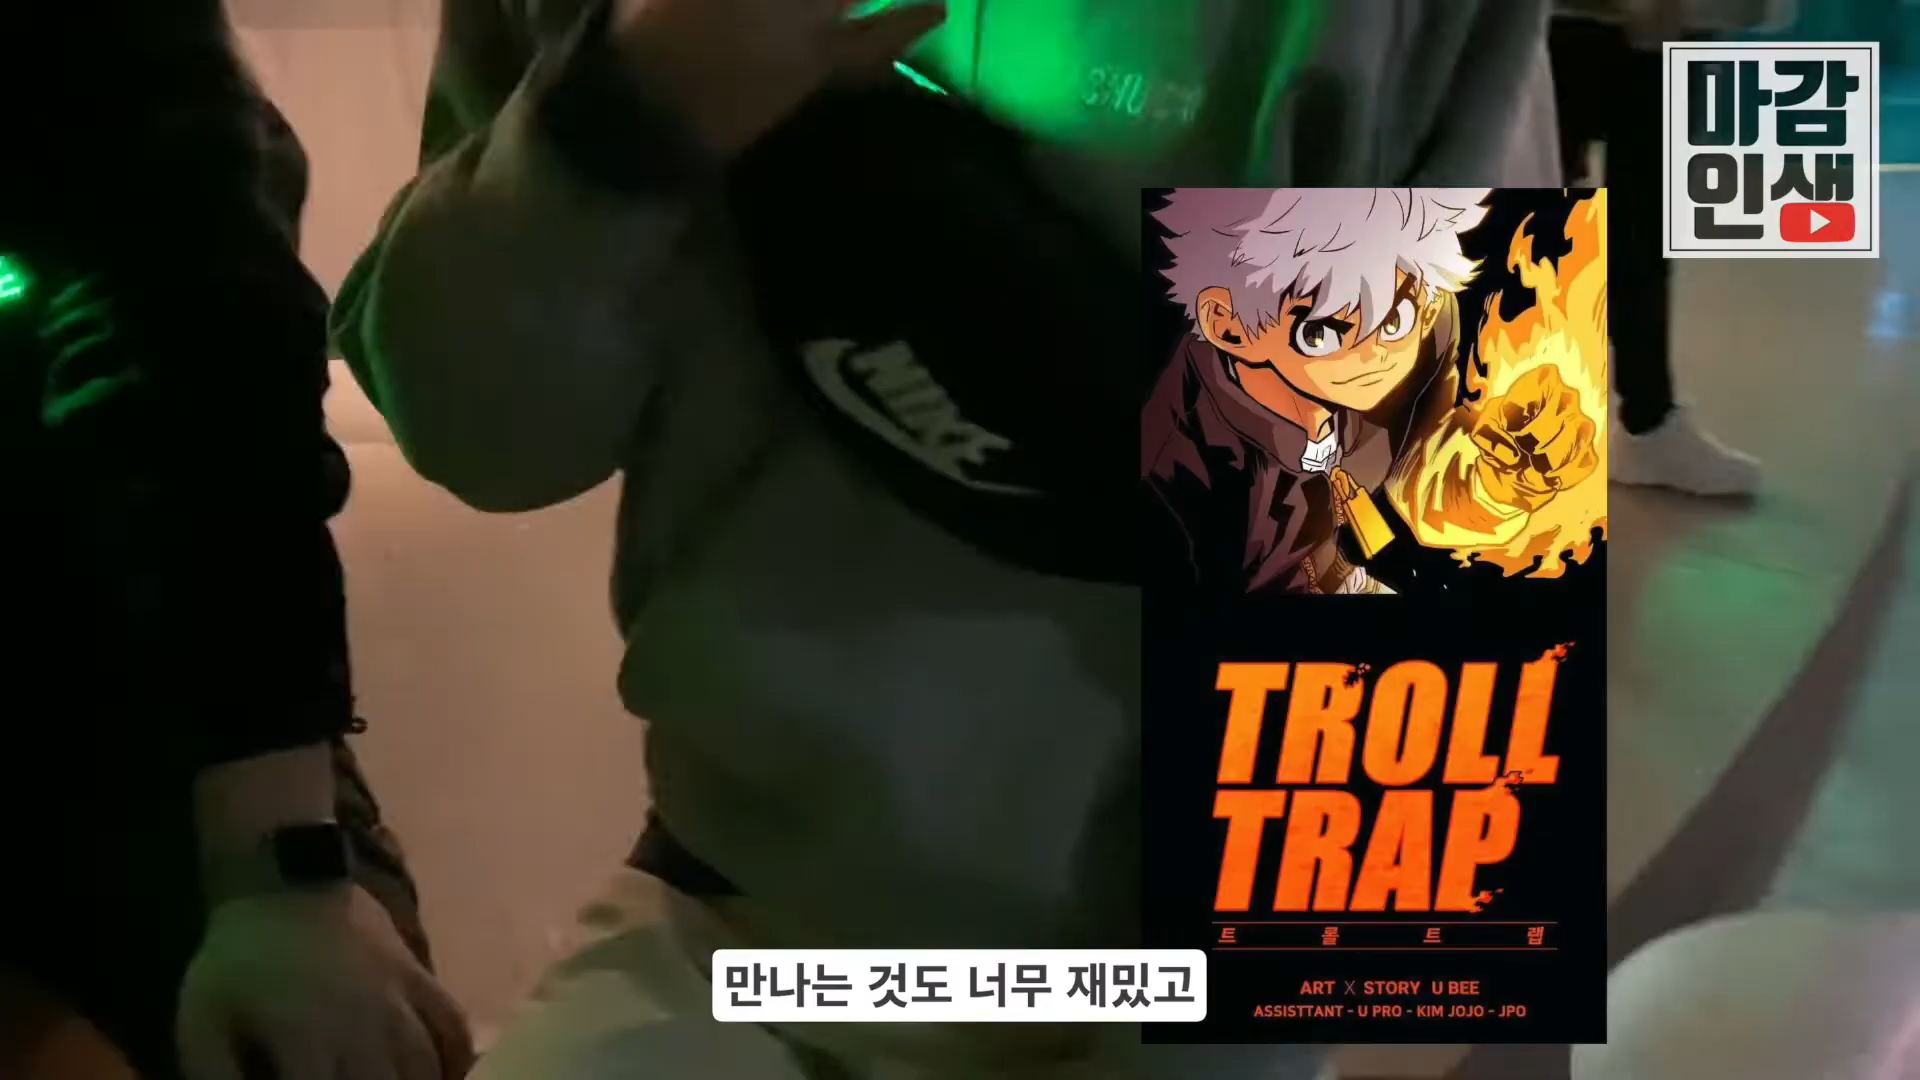 마감
인생
NIKE
TROLL
TRAP
트롤트랩
ART X STORY U BEE
ASSISTTANT - U PRO - KIM JOJO - JPO
만나는 것도 너무 재밌고